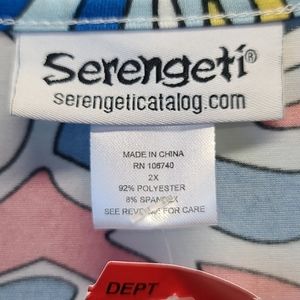 Serengeti®
serengeticatalog.com
MADE IN CHINA
RN 106740
2X
92% POLYESTER
8% SPANDEX
SEE REVERSE FOR CARE
DEPT